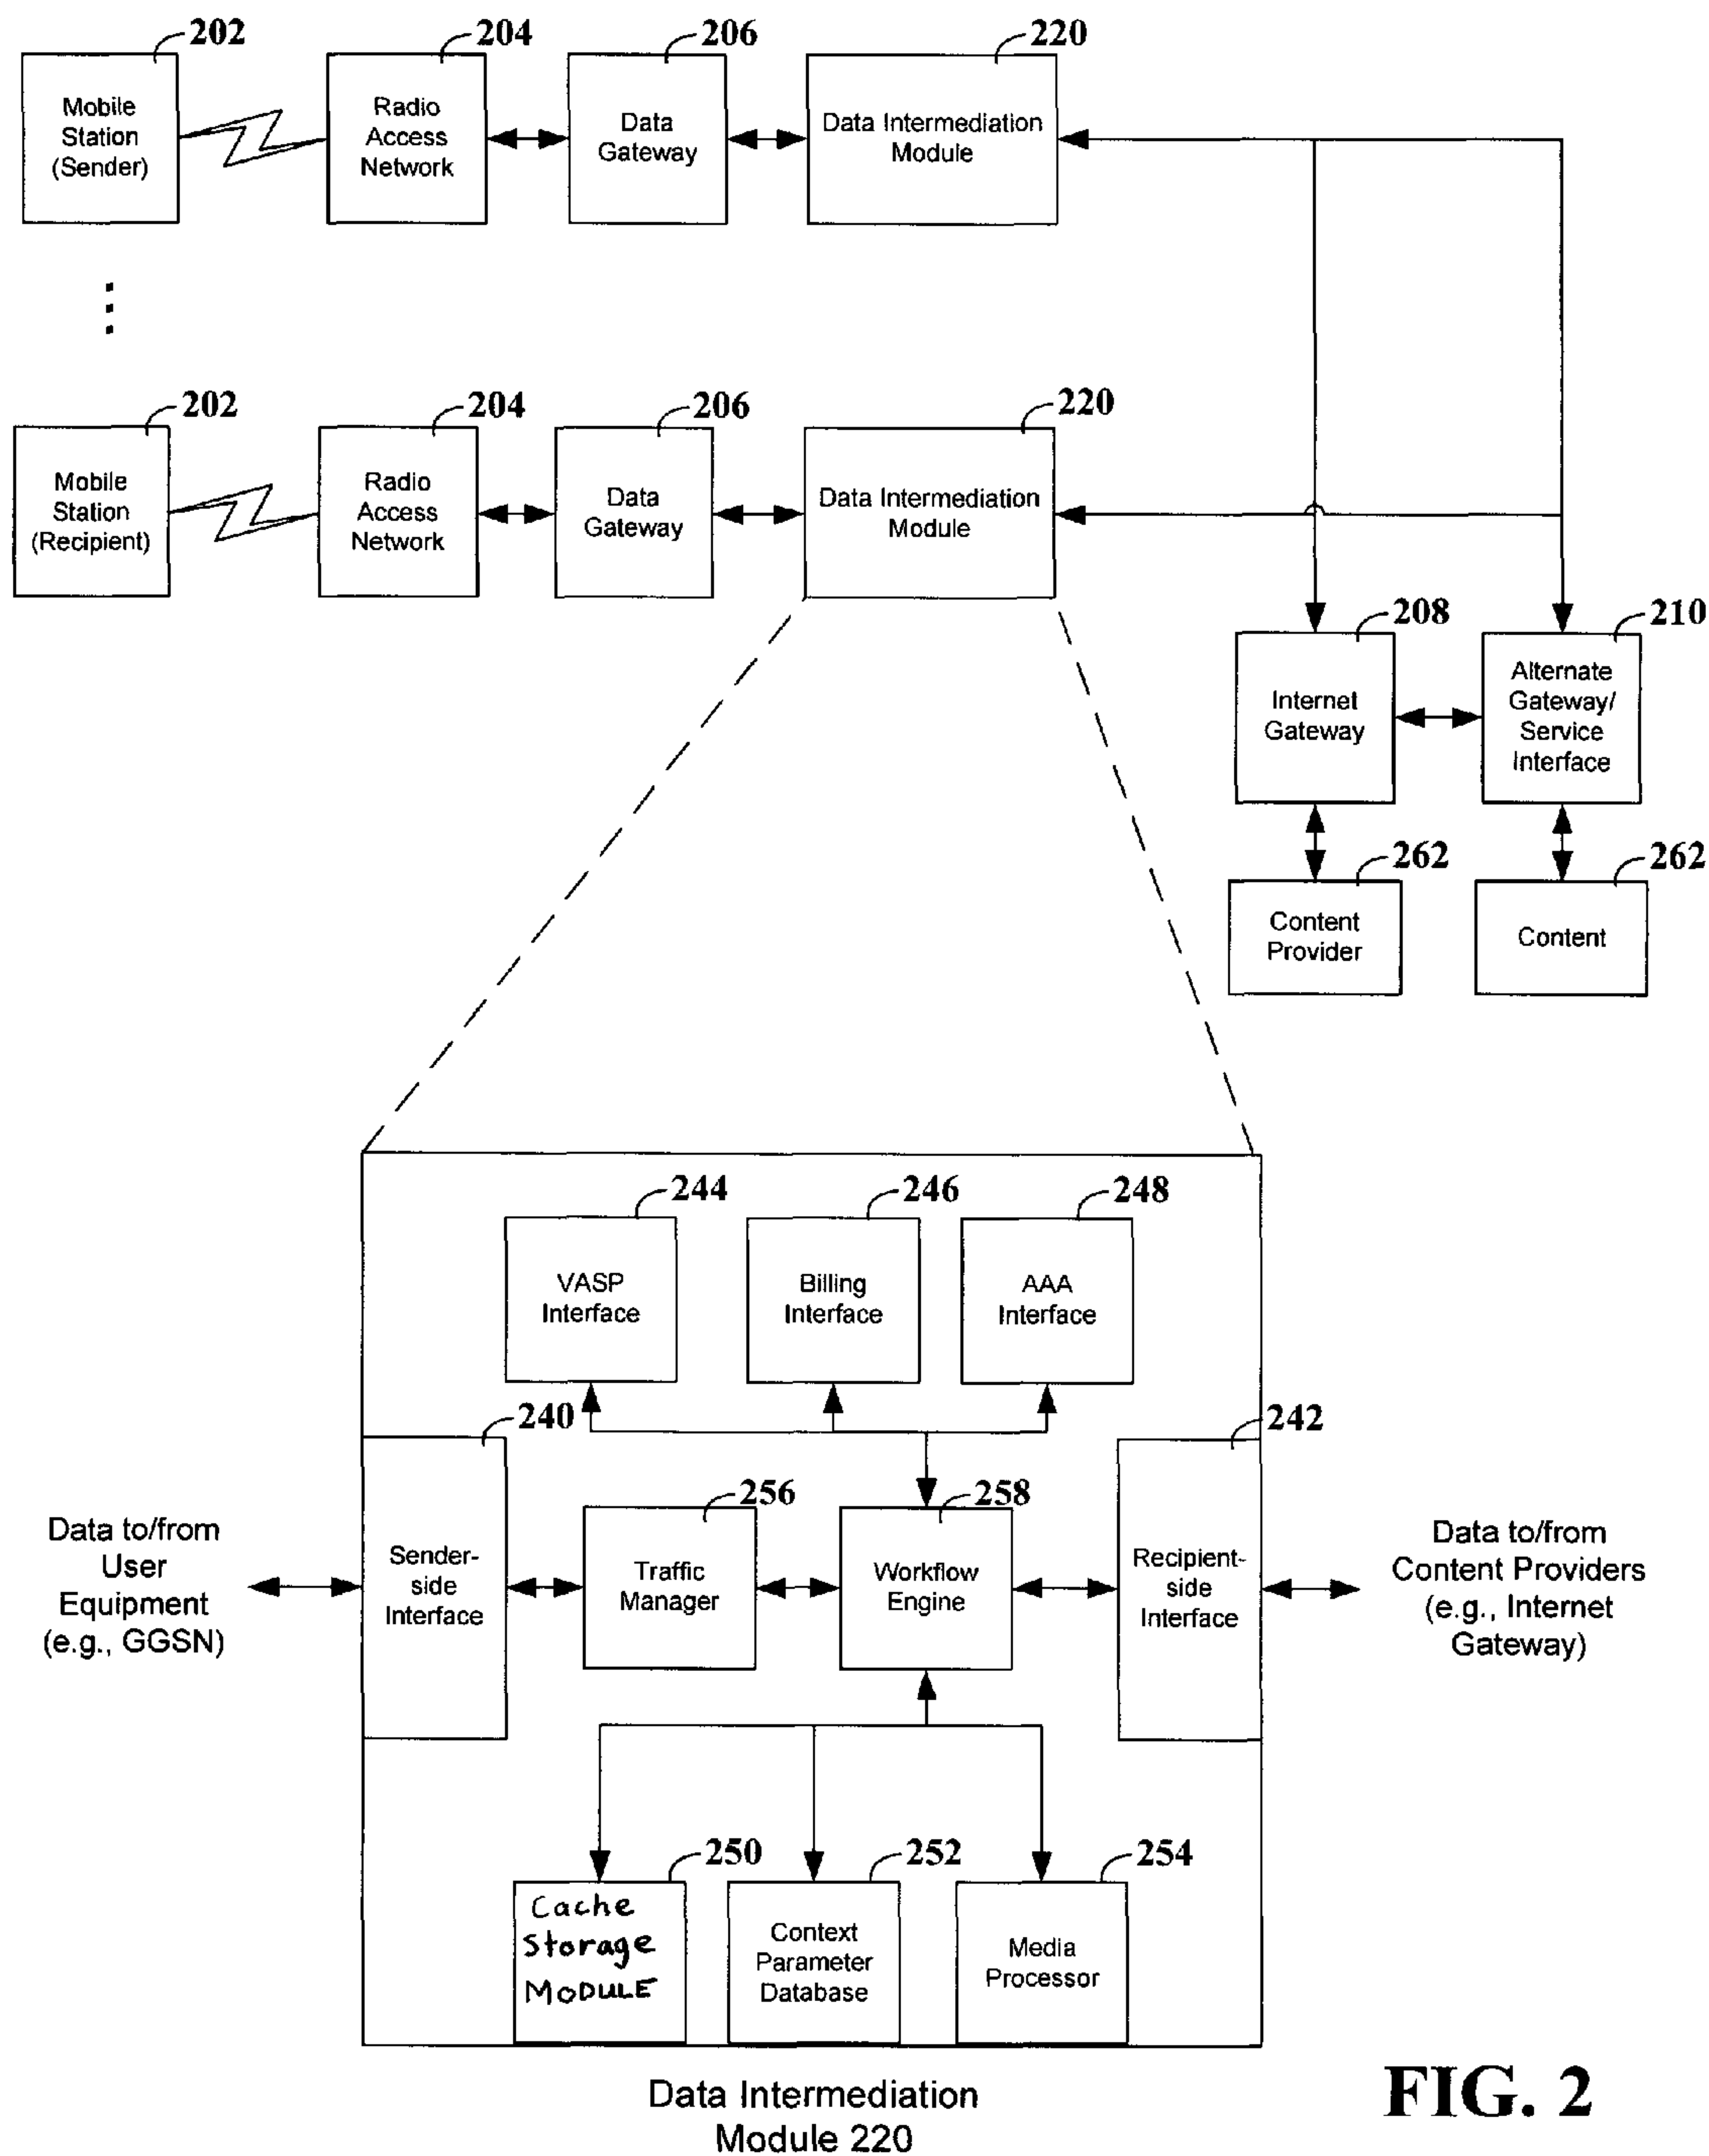 202
204
206
220
Mobile
Station
(Sender)
Radio
Access
Network
Data
Gateway
Data Intermediation
Module
202
204
206
220
Mobile
Station
(Recipient)
Radio
Access
Network
Data
Gateway
Data Intermediation
Module
208
210
Internet
Gateway
Alternate
Gateway/
Service
Interface
262
262
Content
Provider
Content
244
246
248
VASP
Interface
Billing
Interface
AAA
Interface
240
242
256
258
Data to/from
User
Equipment
(e.g., GGSN)
Sender-
side
Interface
Traffic
Manager
Workflow
Engine
Recipient-
side
Interface
Data to/from
Content Providers
(e.g., Internet
Gateway)
250
252
254
Cache
Storage
MODULE
Context
Parameter
Database
Media
Processor
Data Intermediation
Module 220
FIG. 2